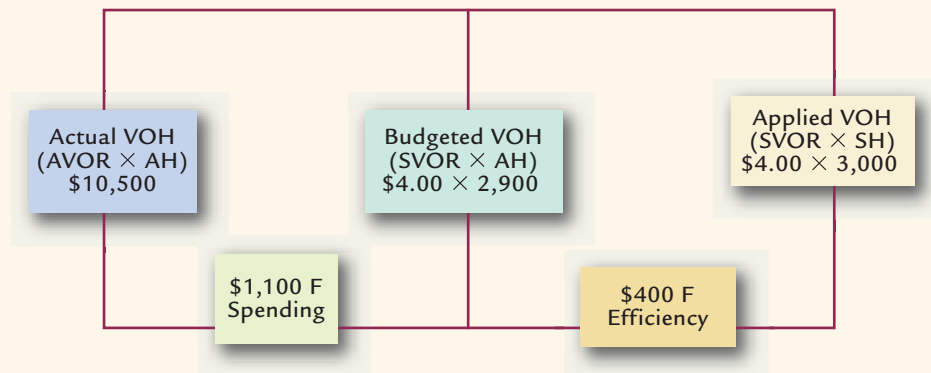 Actual VOH
(AVOR × AH)
$10,500
Budgeted VOH
(SVOR × AH)
$4.00 × 2,900
Applied VOH
(SVOR × SH)
$4.00 × 3,000
$1,100 F
Spending
$400 F
Efficiency